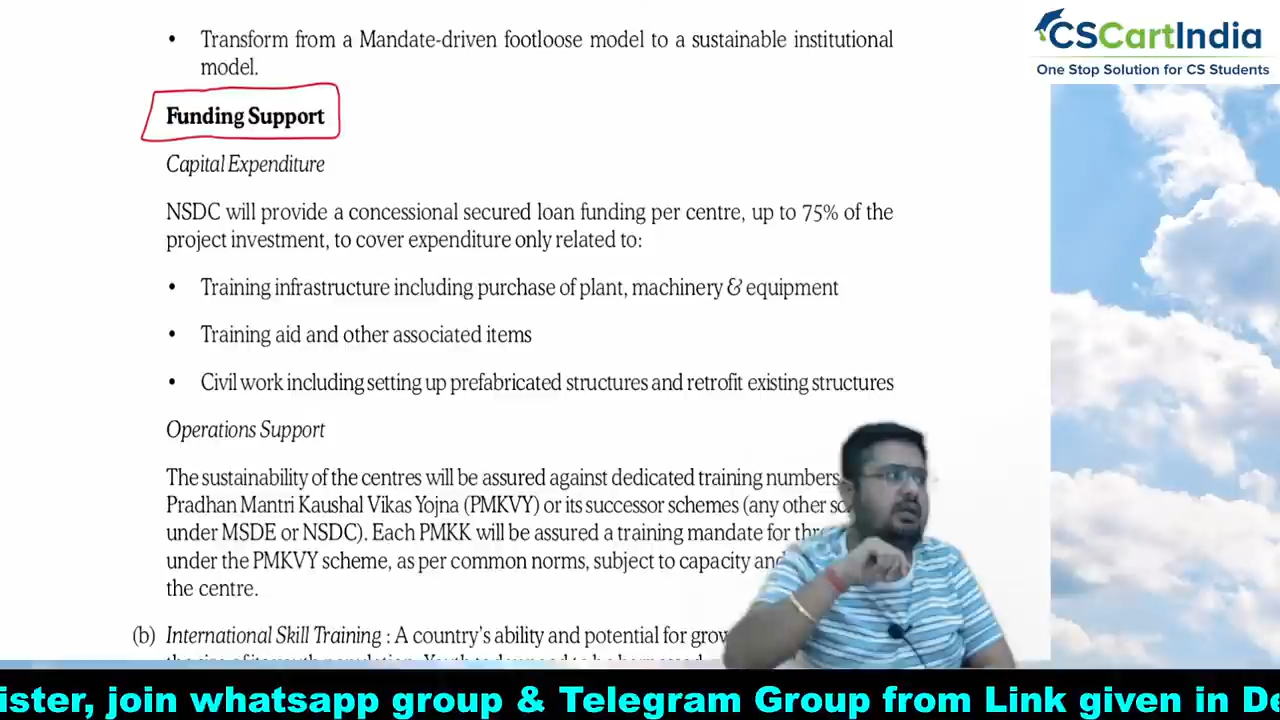 • Transform from a Mandate-driven footloose model to a sustainable institutional
model.
CSCartIndia
One Stop Solution for CS Students
Funding Support
Capital Expenditure
NSDC will provide a concessional secured loan funding per centre, up to 75% of the
project investment, to cover expenditure only related to:
• Training infrastructure including purchase of plant, machinery & equipment
• Training aid and other associated items
• Civil work including setting up prefabricated structures and retrofit existing structures
Operations Support
The sustainability of the centres will be assured against dedicated training numbers
Pradhan Mantri Kaushal Vikas Yojna (PMKVY) or its successor schemes (any other
under MSDE or NSDC). Each PMKK will be assured a training mandate for
under the PMKVY scheme, as per common norms, subject to capacity and
the centre.
(b) International Skill Training : A country's ability and potential for
ister, join whatsapp group & Telegram Group from Link given in De